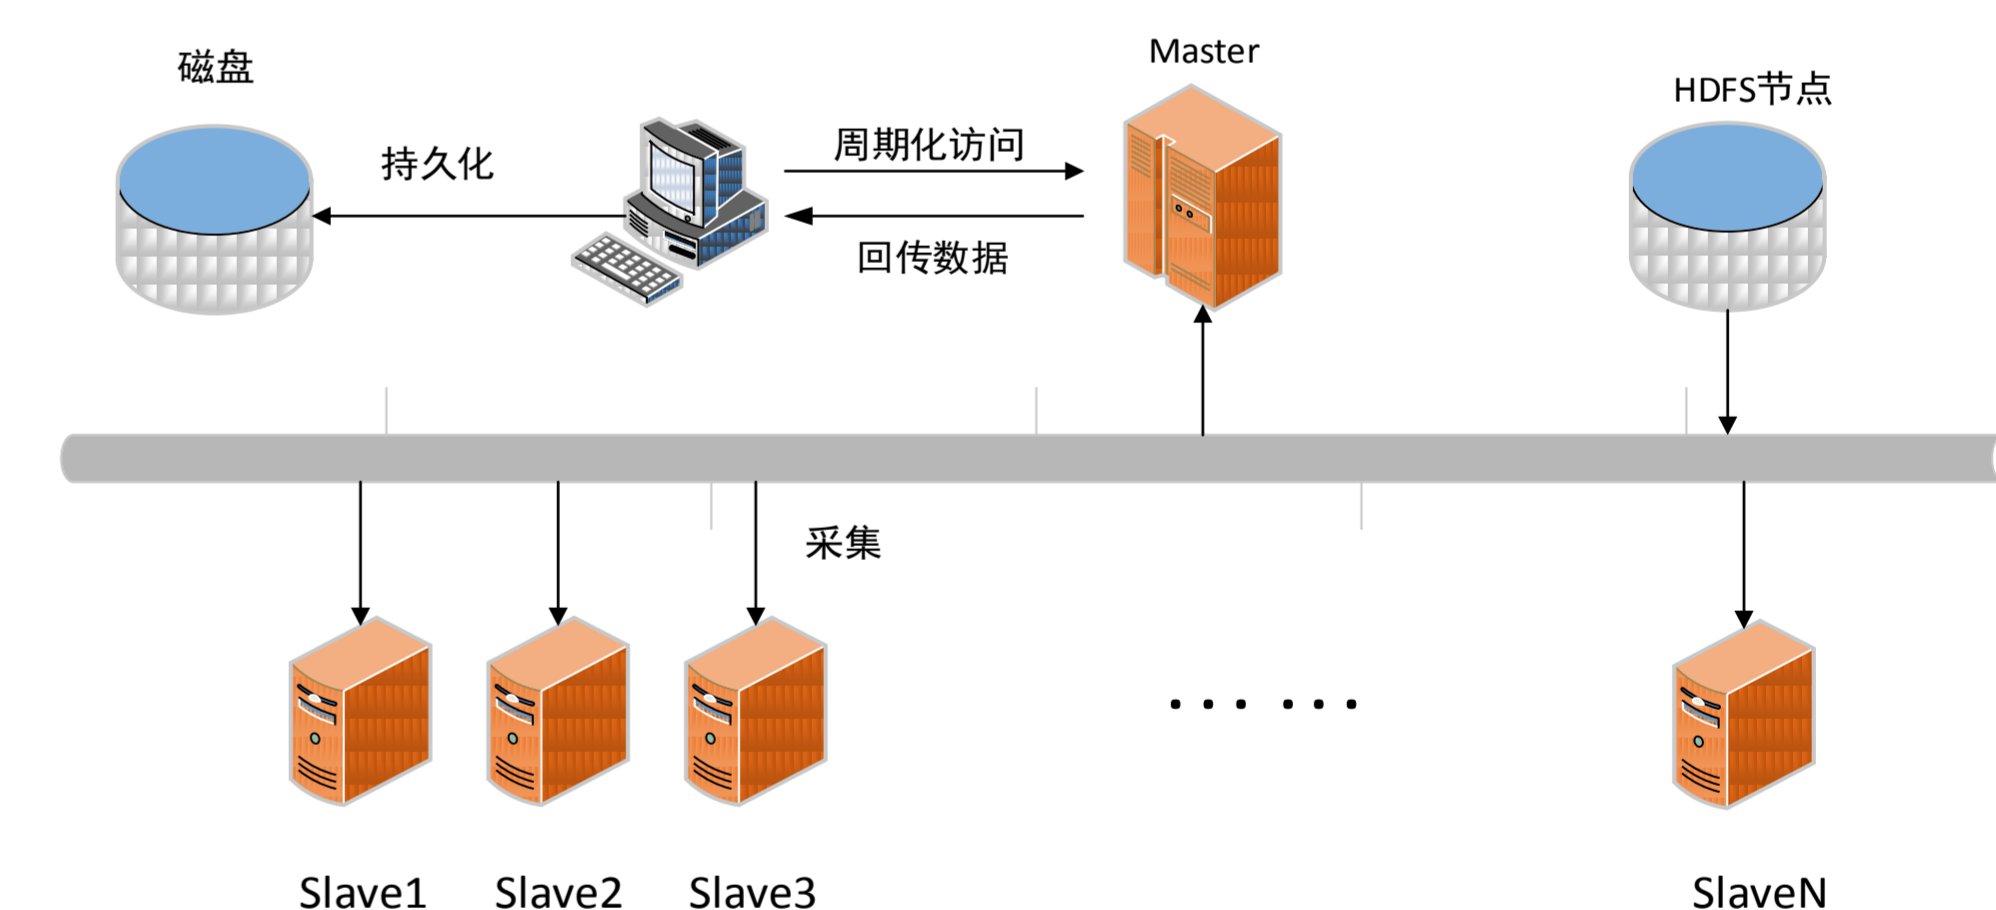 磁盘
Master
HDFS节点
持久化
周期化访问
回传数据
采集
...
...
Slave1
Slave2
Slave3
SlaveN